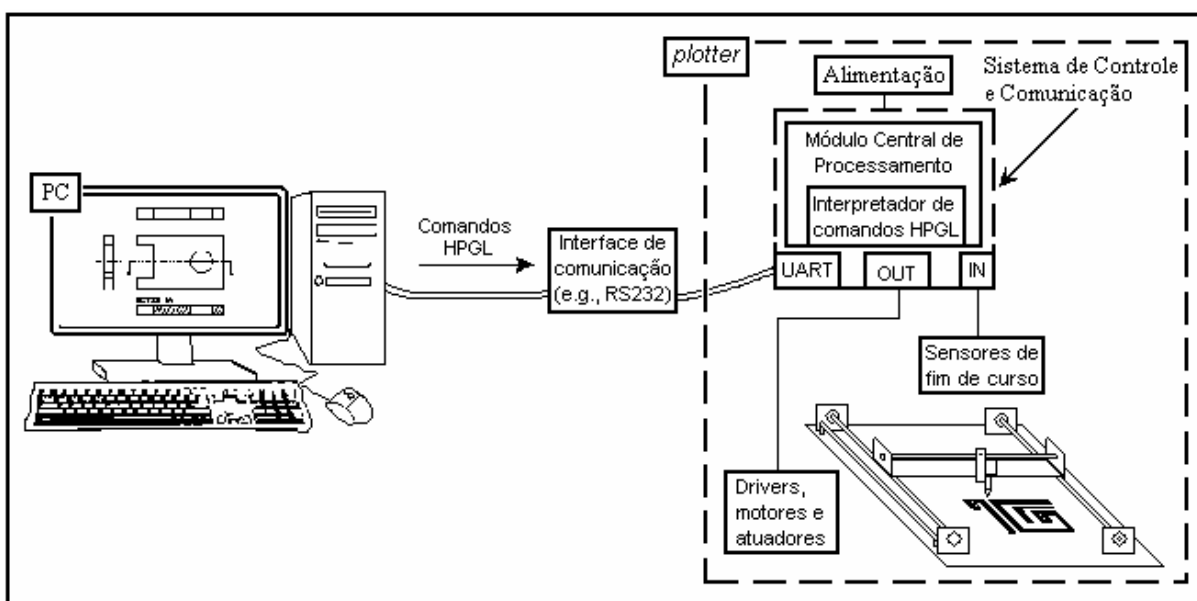 plotter
Alimentação
Sistema de Controle
e Comunicação
Módulo Central de
Processamento
Interpretador de
comandos HPGL
UART
OUT
IN
PC
Comandos
HPGL
Interface de
comunicação
(e.g., RS232)
Sensores de
fim de curso
Drivers,
motores e
atuadores